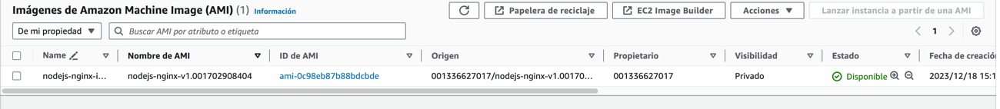 Imágenes de Amazon Machine Image (AMI) (1) Información
Papelera de reciclaje EC2 Image Builder Acciones Lanzar instancia a partir de una AMI
De mi propiedad Buscar AMI por atributo o etiqueta 1
Name Nombre de AMI ID de AMI Origen Propietario Visibilidad Estado Fecha de creació
nodejs-nginx-i... nodejs-nginx-v1.001702908404 ami-0c98eb87b88bdcbde 001336627017/nodejs-nginx-v1.00170... 001336627017 Privado Disponible 2023/12/18 15:1